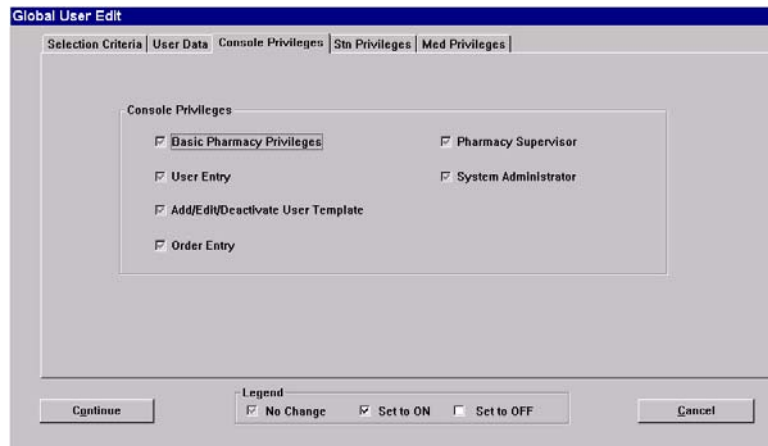 Global User Edit
Selection Criteria User Data Console Privileges Stn Privileges Med Privileges
Console Privileges
Basic Pharmacy Privileges Pharmacy Supervisor
User Entry System Administrator
Add/Edit/Deactivate User Template
Order Entry
Legend
Continue No Change Set to ON Set to OFF Cancel